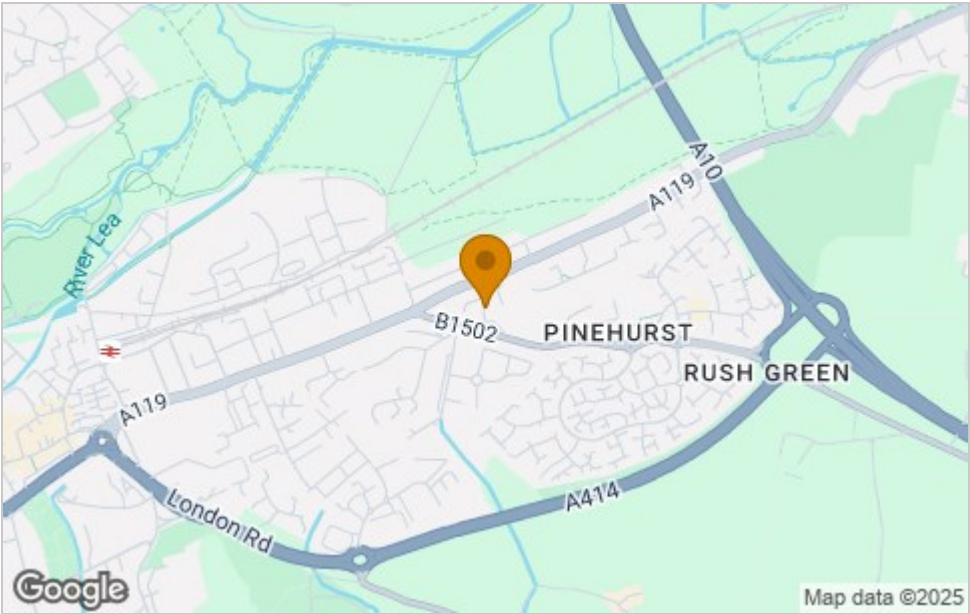 A10
A119
River Lea
B1502
PINEHURST
RUSH GREEN
A119
A414
London Rd
Google
Map data ©2025